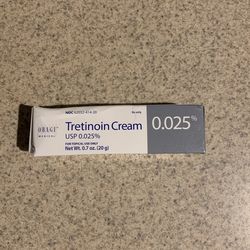 NDC 62032-414-20
Rx only
OBAGI
MEDICAL
Tretinoin Cream
0.025%
USP 0.025%
FOR TOPICAL USE ONLY
Net Wt. 0.7 oz. (20 g)